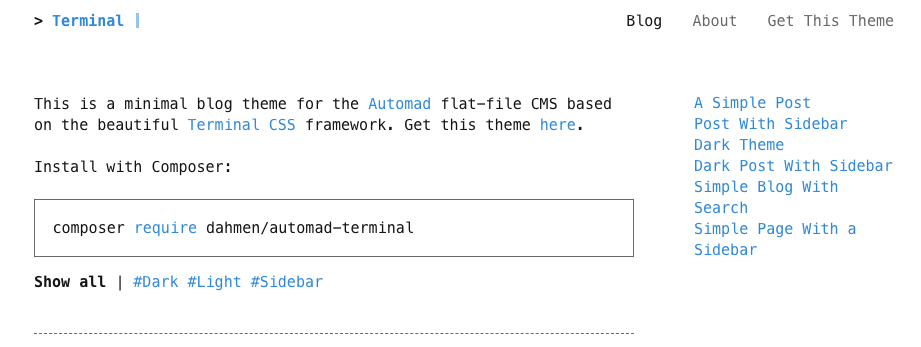 > Terminal
Blog About Get This Theme
This is a minimal blog theme for the Automad flat-file CMS based
on the beautiful Terminal CSS framework. Get this theme here.
Install with Composer:
composer require dahmen/automad-terminal
Show all | #Dark #Light #Sidebar
A Simple Post
Post With Sidebar
Dark Theme
Dark Post With Sidebar
Simple Blog With
Search
Simple Page With a
Sidebar